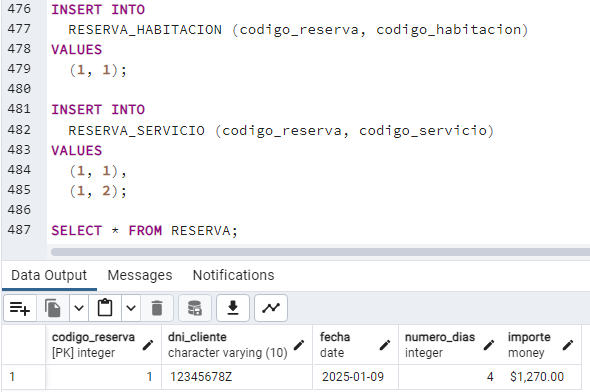 476 INSERT INTO
477 RESERVA_HABITACION (codigo_reserva, codigo_habitacion)
478 VALUES
479 (1, 1);
480
481 INSERT INTO
482 RESERVA_SERVICIO (codigo_reserva, codigo_servicio)
483 VALUES
484 (1, 1),
485 (1, 2);
486
487 SELECT * FROM RESERVA;
Data Output Messages Notifications
codigo_reserva dni_cliente fecha numero_dias importe
[PK] integer character varying (10) date integer money
1 1 12345678Z 2025-01-09 4 $1,270.00